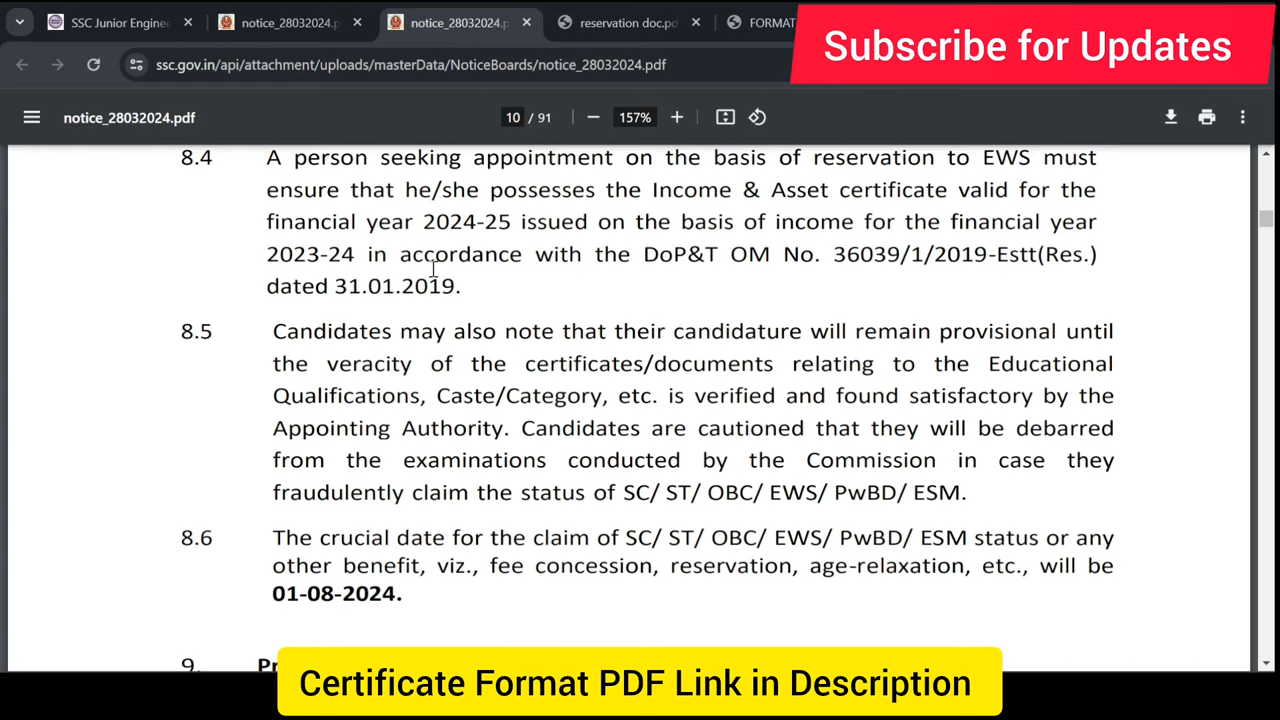 SSC Junior Enginee
notice_28032024.p
notice_28032024.p
reservation doc.pd
FORMAT
Subscribe for Updates
ssc.gov.in/api/attachment/uploads/masterData/NoticeBoards/notice_28032024.pdf
notice_28032024.pdf
10 / 91
157%
8.4 A person seeking appointment on the basis of reservation to EWS must
ensure that he/she possesses the Income & Asset certificate valid for the
financial year 2024-25 issued on the basis of income for the financial year
2023-24 in accordance with the DoP&T OM No. 36039/1/2019-Estt(Res.)
dated 31.01.2019.
8.5 Candidates may also note that their candidature will remain provisional until
the veracity of the certificates/documents relating to the Educational
Qualifications, Caste/Category, etc. is verified and found satisfactory by the
Appointing Authority. Candidates are cautioned that they will be debarred
from the examinations conducted by the Commission in case they
fraudulently claim the status of SC/ ST/ OBC/ EWS/ PwBD/ ESM.
8.6 The crucial date for the claim of SC/ ST/ OBC/ EWS/ PwBD/ ESM status or any
other benefit, viz., fee concession, reservation, age-relaxation, etc., will be
01-08-2024.
9. Pr
Certificate Format PDF Link in Description